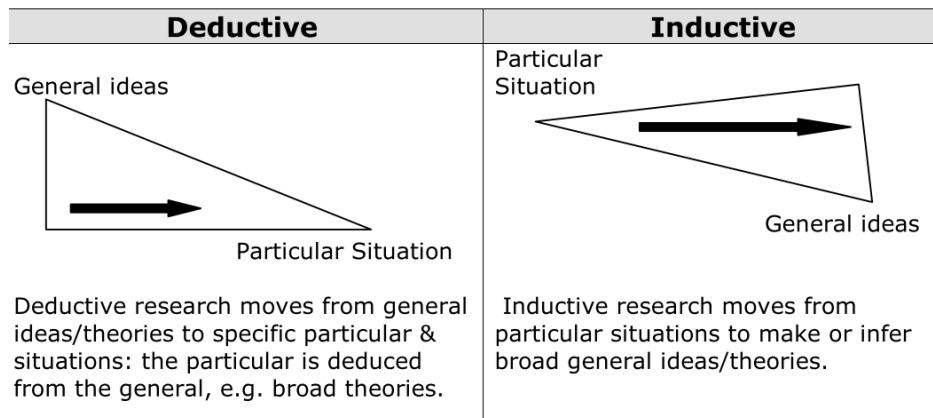 Deductive
General ideas
Particular Situation
Deductive research moves from general
ideas/theories to specific particular &
situations: the particular is deduced
from the general, e.g. broad theories.
Inductive
Particular
Situation
General ideas
Inductive research moves from
particular situations to make or infer
broad general ideas/theories.